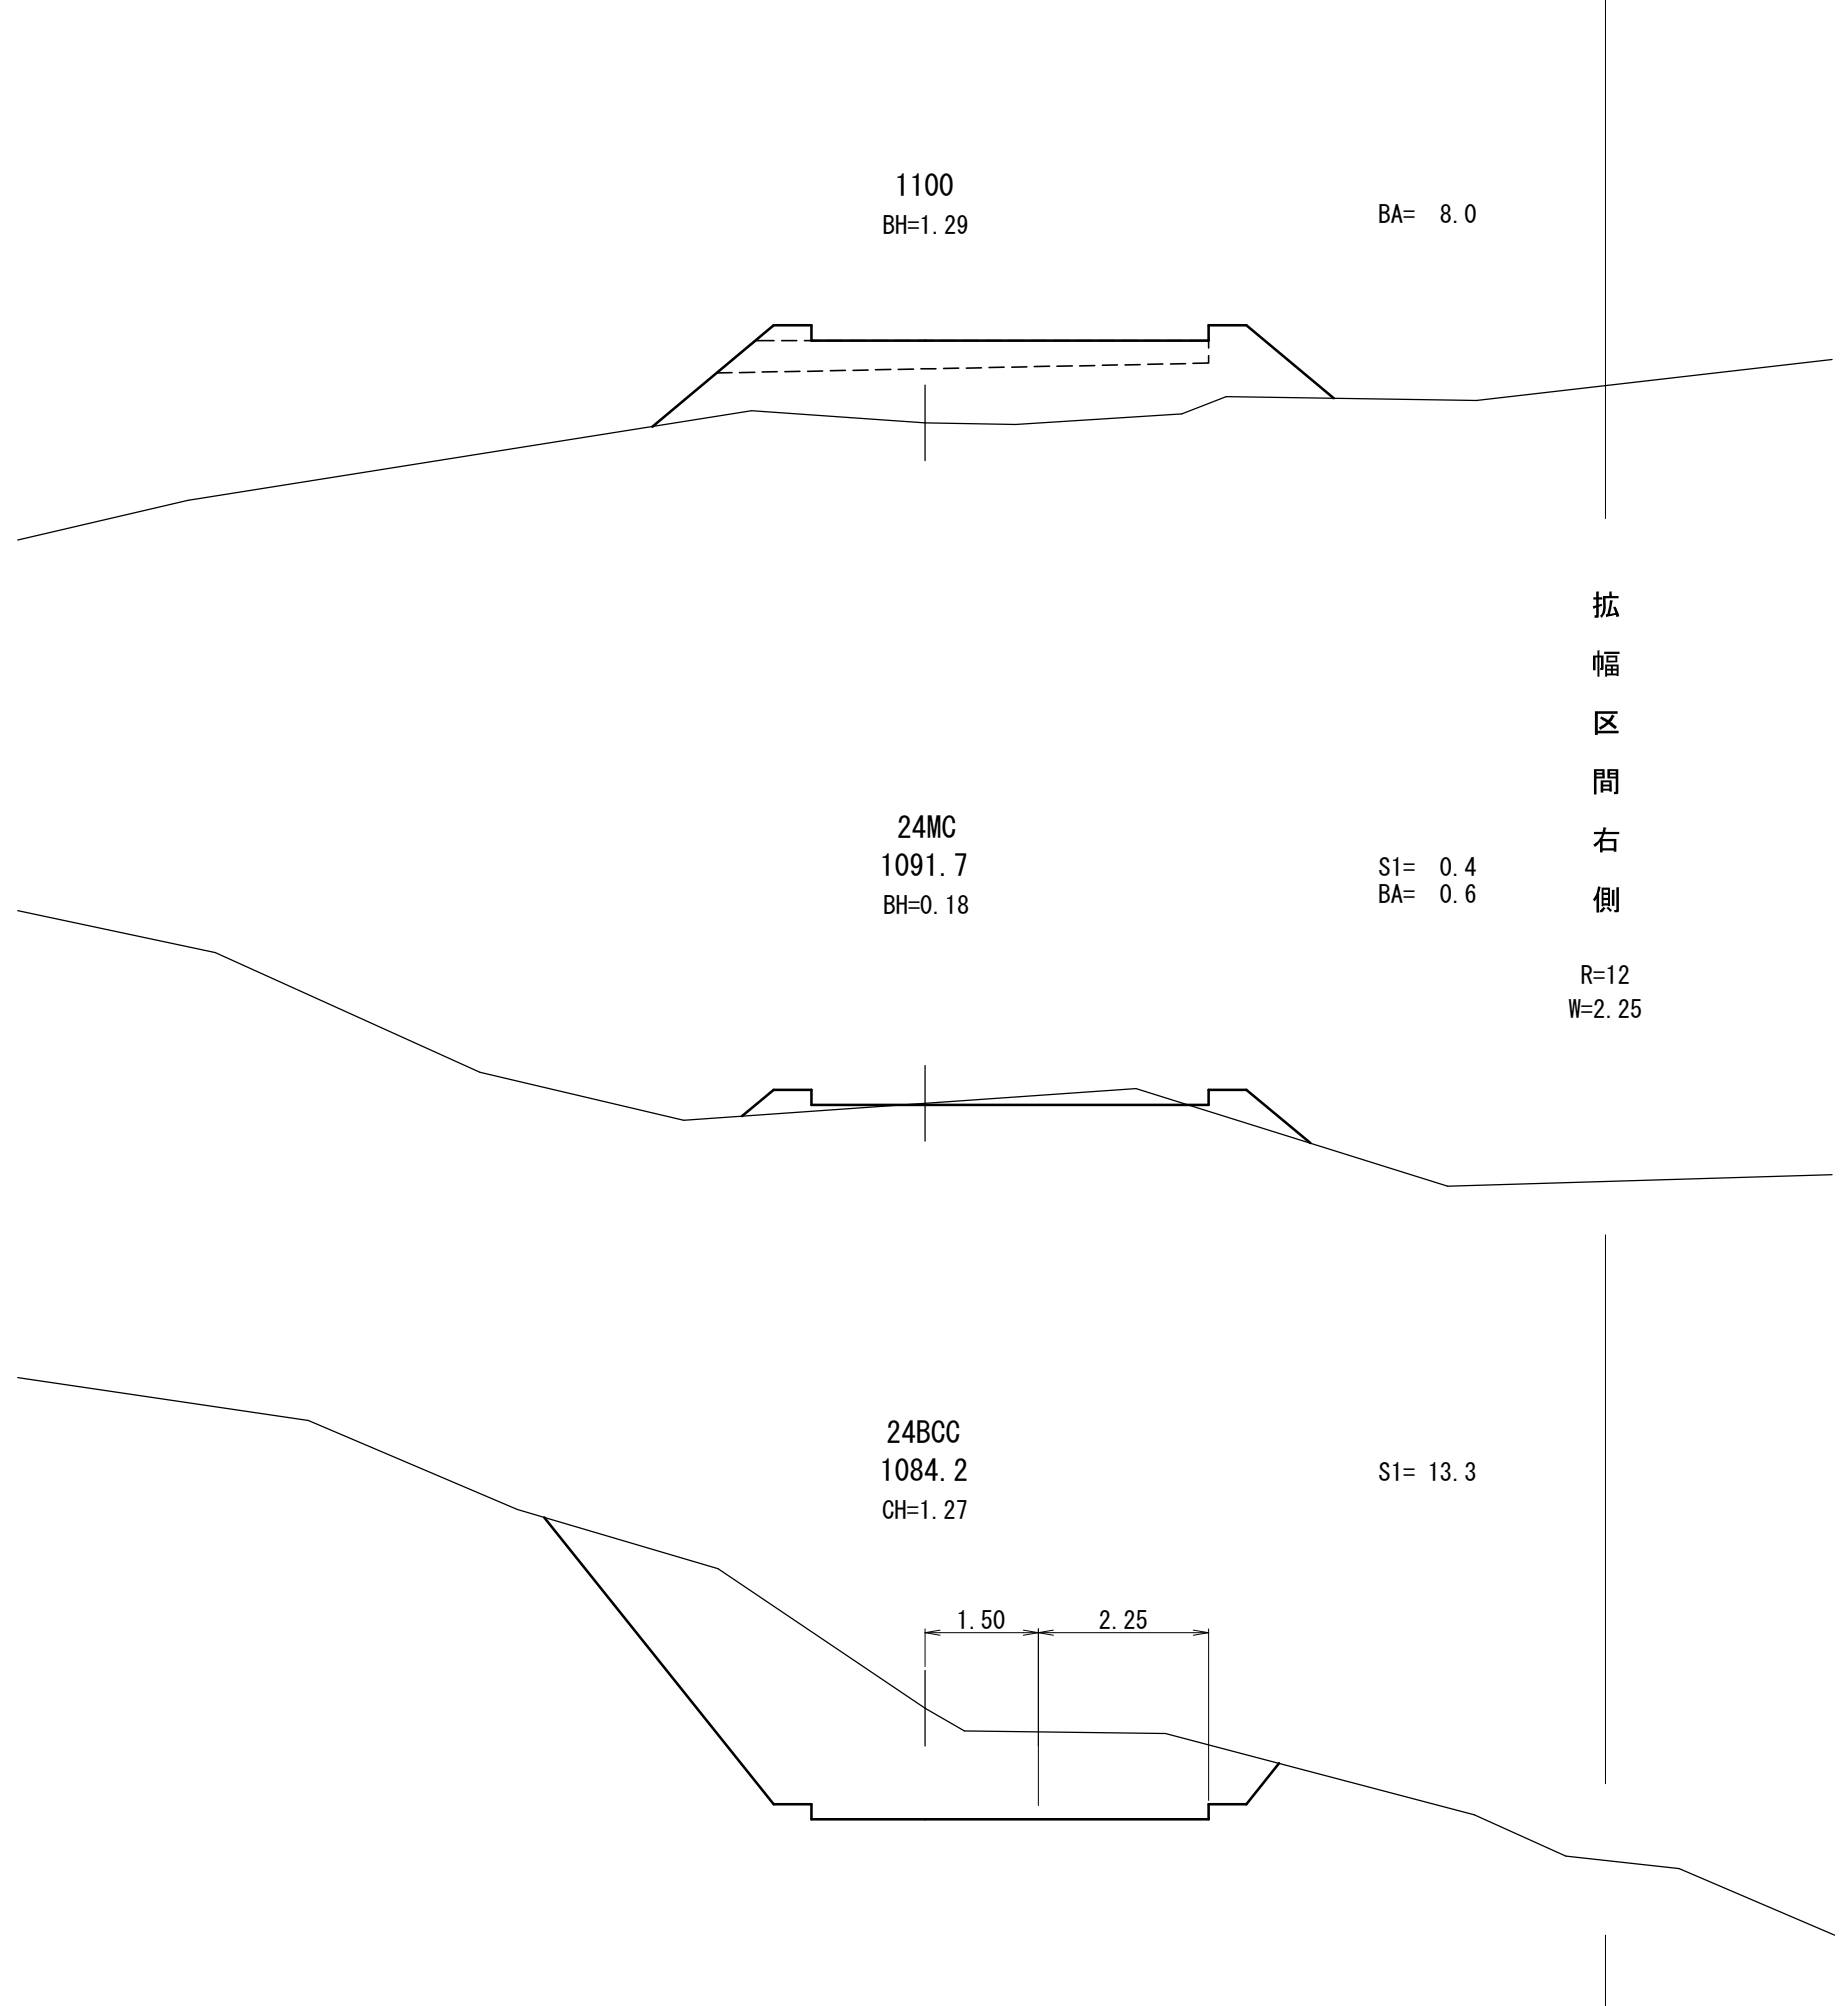 1100
BH=1.29
BA= 8.0
拡幅区間右側
R=12
W=2.25
24MC
1091.7
BH=0.18
S1= 0.4
BA= 0.6
24BCC
1084.2
CH=1.27
S1= 13.3
1.50
2.25